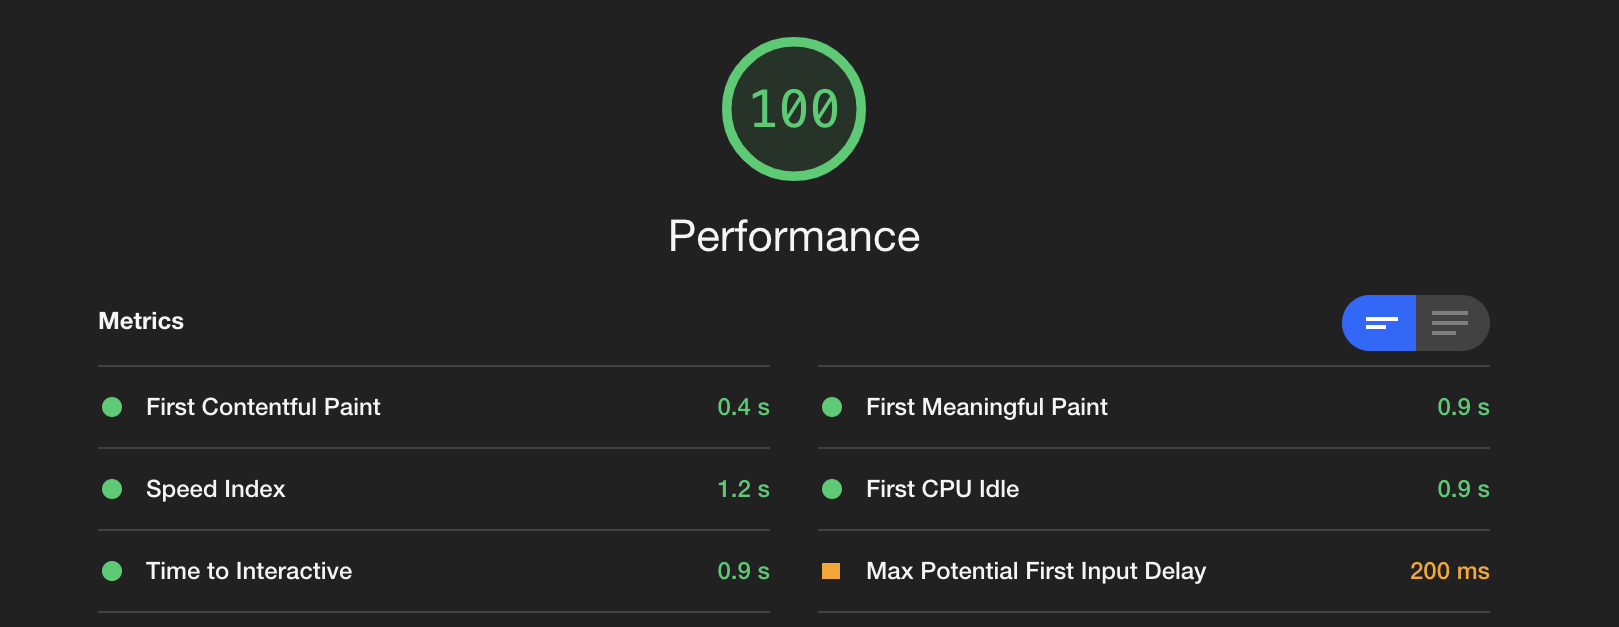 100
Performance
Metrics
First Contentful Paint 0.4 s
First Meaningful Paint 0.9 s
Speed Index 1.2 s
First CPU Idle 0.9 s
Time to Interactive 0.9 s
Max Potential First Input Delay 200 ms